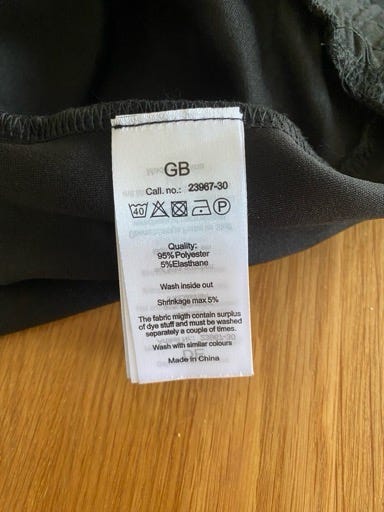 GB
Call. no.: 23967-30
40 P
Quality:
95% Polyester
5%Elasthane
Wash inside out
Shrinkage max.5%
The fabric migth contain surplus
of dye stuff and must be washed
separately a couple of times.
Wash with similar colours
Made in China